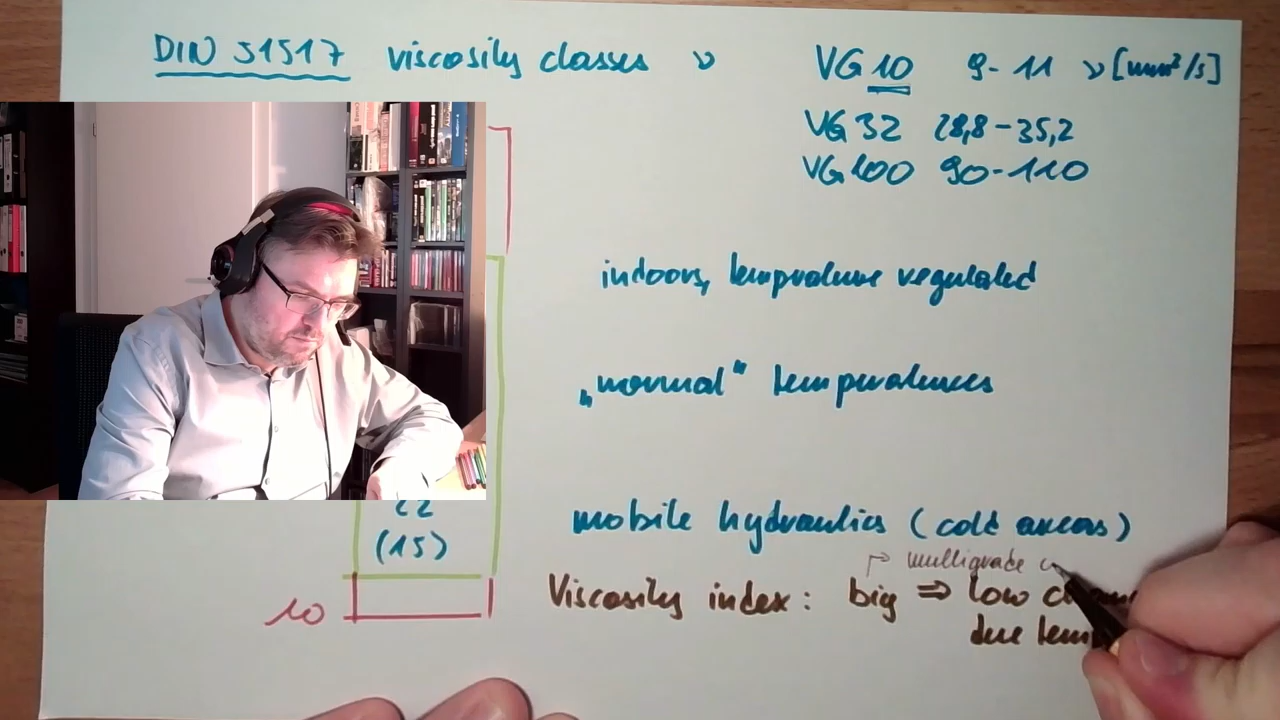 DIN 51517 viscosity classes ν VG 10 9-11 ν [mm²/s]
VG 32 28,8-35,2
VG 100 90-110
indoors, temperature regulated
„normal" temperatures
22
(15)
mobile hydraulics (cold areas)
multigrade
Viscosity index: big ⇒ low
due
10